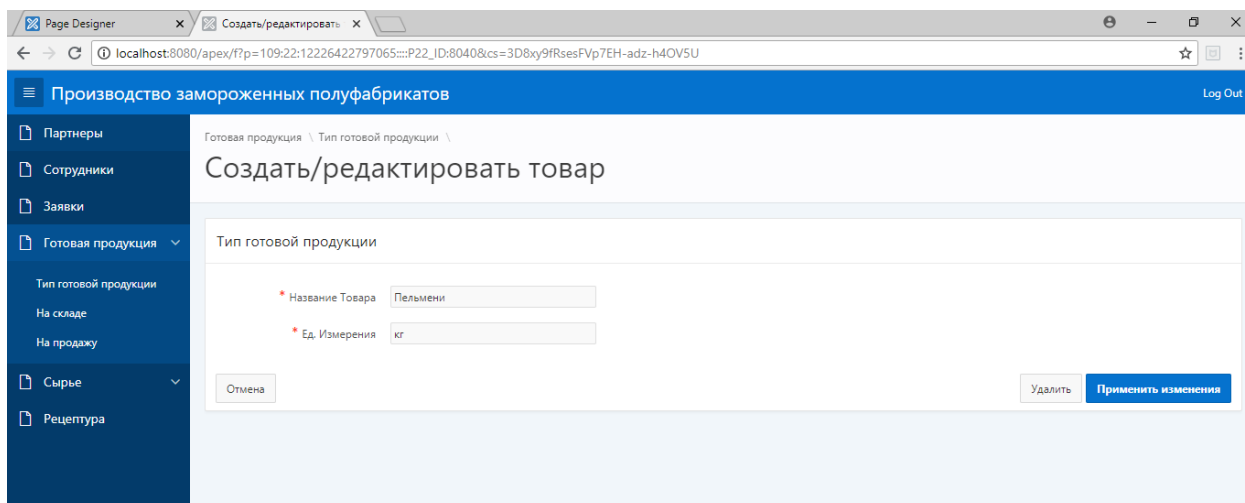 Page Designer
Создать/редактировать
localhost:8080/apex/f?p=109:22:12226422797065::::P22_ID:8040&cs=3D8xy9fRsesFVp7EH-adz-h4OV5U
Производство замороженных полуфабрикатов
Log Out
Партнеры
Сотрудники
Заявки
Готовая продукция
Тип готовой продукции
На складе
На продажу
Сырье
Рецептура
Готовая продукция \ Тип готовой продукции \
Создать/редактировать товар
Тип готовой продукции
* Название Товара Пельмени
* Ед. Измерения кг
Отмена Удалить Применить изменения